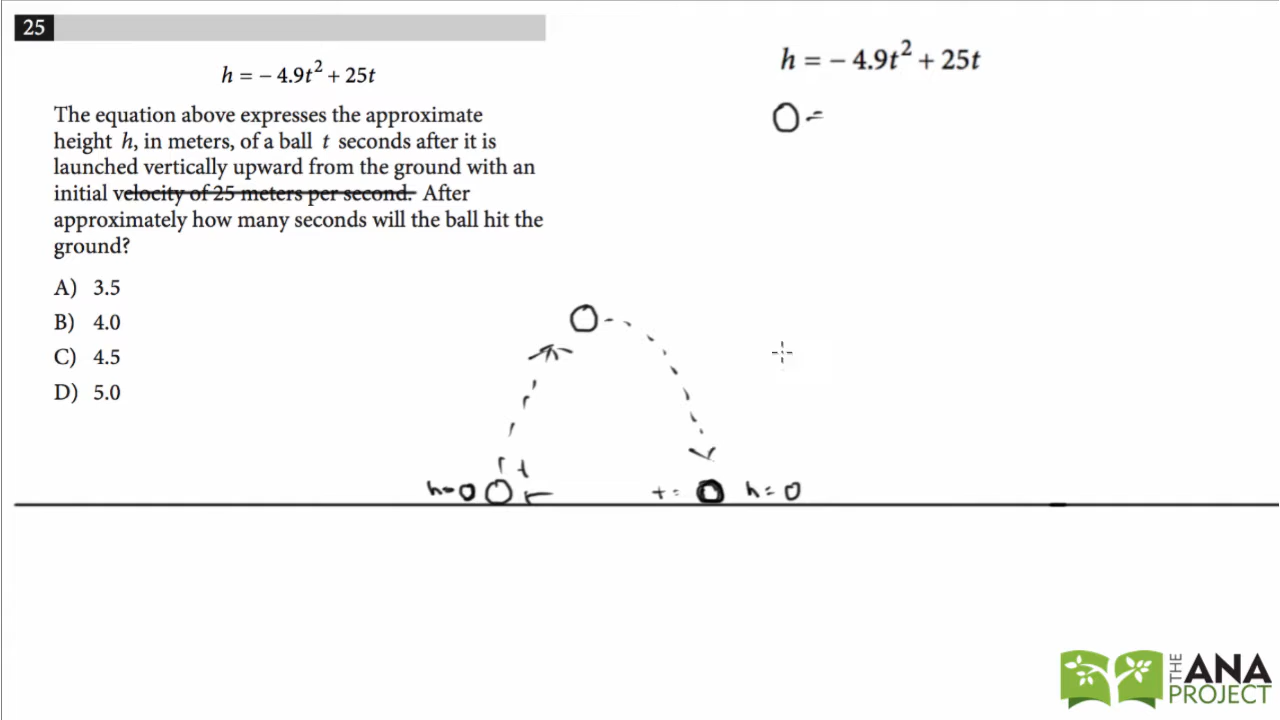 25
h = − 4.9t² + 25t
The equation above expresses the approximate
height h, in meters, of a ball t seconds after it is
launched vertically upward from the ground with an
initial velocity of 25 meters per second. After
approximately how many seconds will the ball hit the
ground?
A) 3.5
B) 4.0
C) 4.5
D) 5.0
h = − 4.9t² + 25t
0 =
h=0
t
t =
h = 0
THE ANA
PROJECT